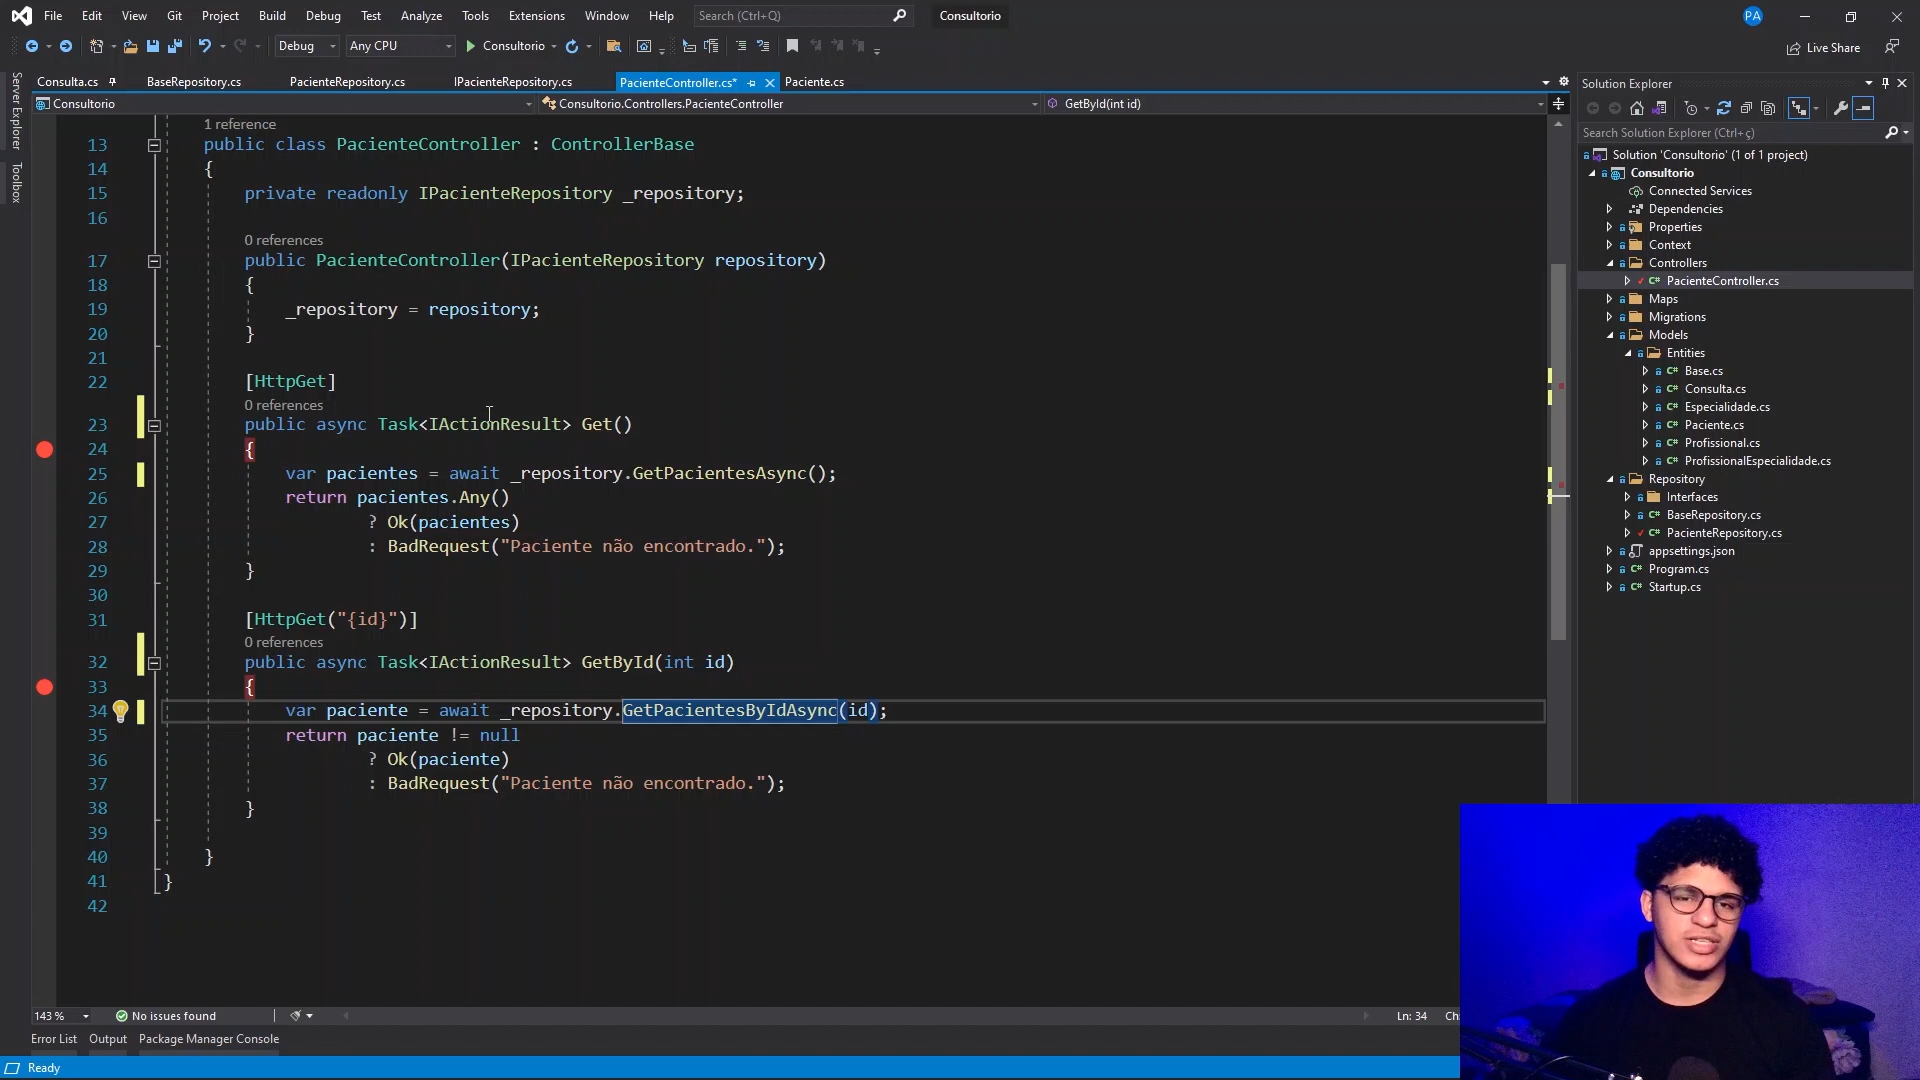 File Edit View Git Project Build Debug Test Analyze Tools Extensions Window Help Search (Ctrl+Q) Consultorio PA
Debug Any CPU Consultorio Live Share
Server Explorer
Toolbox
Consulta.cs BaseRepository.cs PacienteRepository.cs IPacienteRepository.cs PacienteController.cs* Paciente.cs
Consultorio Consultorio.Controllers.PacienteController GetById(int id)
1 reference
13 public class PacienteController : ControllerBase
14 {
15 private readonly IPacienteRepository _repository;
16
0 references
17 public PacienteController(IPacienteRepository repository)
18 {
19 _repository = repository;
20 }
21
22 [HttpGet]
0 references
23 public async Task<IActionResult> Get()
24 {
25 var pacientes = await _repository.GetPacientesAsync();
26 return pacientes.Any()
27 ? Ok(pacientes)
28 : BadRequest("Paciente não encontrado.");
29 }
30
31 [HttpGet("{id}")]
0 references
32 public async Task<IActionResult> GetById(int id)
33 {
34 var paciente = await _repository.GetPacientesByIdAsync(id);
35 return paciente != null
36 ? Ok(paciente)
37 : BadRequest("Paciente não encontrado.");
38 }
39
40 }
41 }
42
143 % No issues found Ln: 34 Ch:
Error List Output Package Manager Console
Ready
Solution Explorer
Search Solution Explorer (Ctrl+ç)
Solution 'Consultorio' (1 of 1 project)
Consultorio
Connected Services
Dependencies
Properties
Context
Controllers
C# PacienteController.cs
Maps
Migrations
Models
Entities
C# Base.cs
C# Consulta.cs
C# Especialidade.cs
C# Paciente.cs
C# Profissional.cs
C# ProfissionalEspecialidade.cs
Repository
Interfaces
C# BaseRepository.cs
C# PacienteRepository.cs
appsettings.json
C# Program.cs
C# Startup.cs